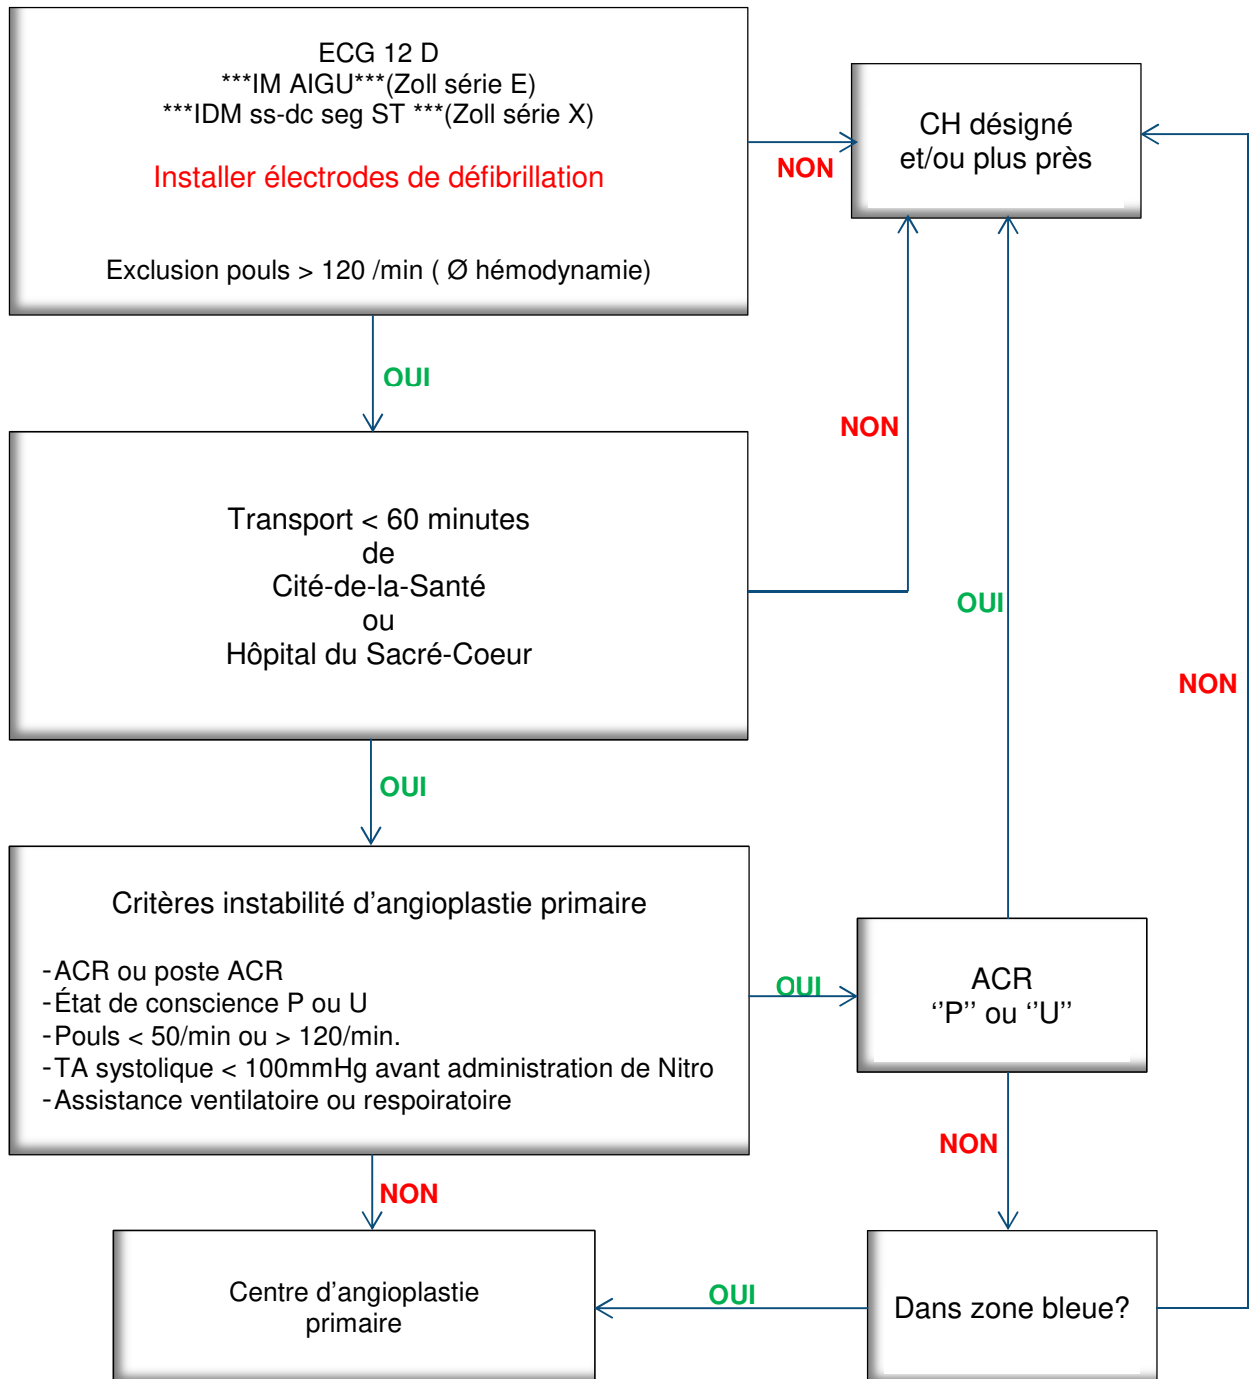 ECG 12 D
***IM AIGU***(Zoll série E)
***IDM ss-dc seg ST ***(Zoll série X)
Installer électrodes de défibrillation
Exclusion pouls > 120 /min ( Ø hémodynamie)
NON
CH désigné
et/ou plus près
OUI
NON
Transport < 60 minutes
de
Cité-de-la-Santé
ou
Hôpital du Sacré-Coeur
OUI
NON
OUI
Critères instabilité d’angioplastie primaire
-ACR ou poste ACR
-État de conscience P ou U
-Pouls < 50/min ou > 120/min.
-TA systolique < 100mmHg avant administration de Nitro
-Assistance ventilatoire ou respoiratoire
OUI
ACR
‘’P’’ ou ‘’U’’
NON
NON
Centre d’angioplastie
primaire
OUI
Dans zone bleue?